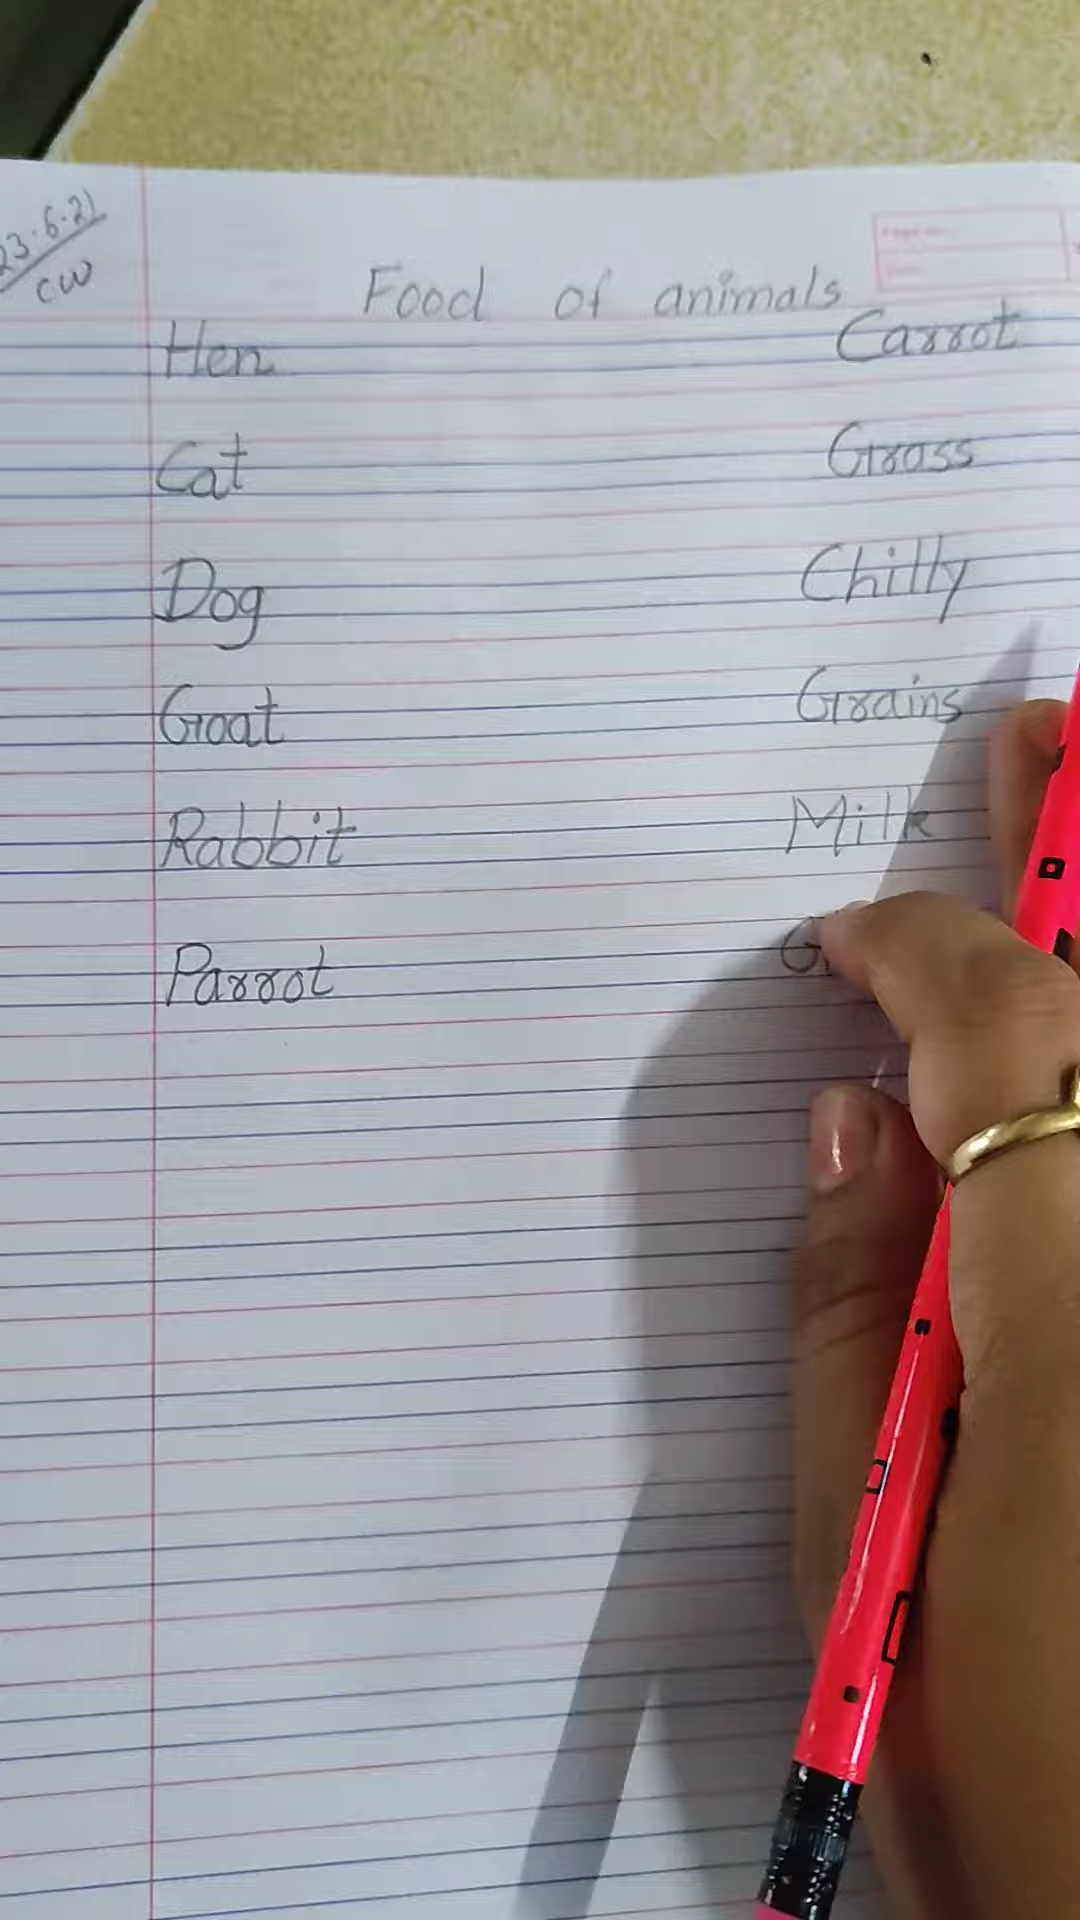 23.6.21
CW
Food of animals
Hen Carrot
Cat Grass
Dog Chilly
Goat Grains
Rabbit Milk
Parrot